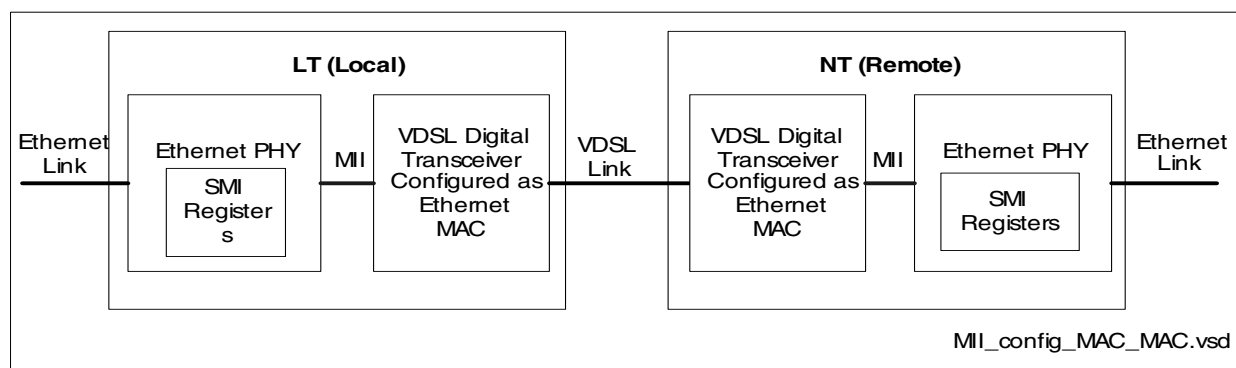 LT (Local)
NT (Remote)
Ethernet
Link
Ethernet PHY
SMI
Register
s
MII
VDSL Digital
Transceiver
Configured as
Ethernet
MAC
VDSL
Link
VDSL Digital
Transceiver
Configured as
Ethernet
MAC
MII
Ethernet PHY
SMI
Registers
Ethernet
Link
MII_config_MAC_MAC.vsd